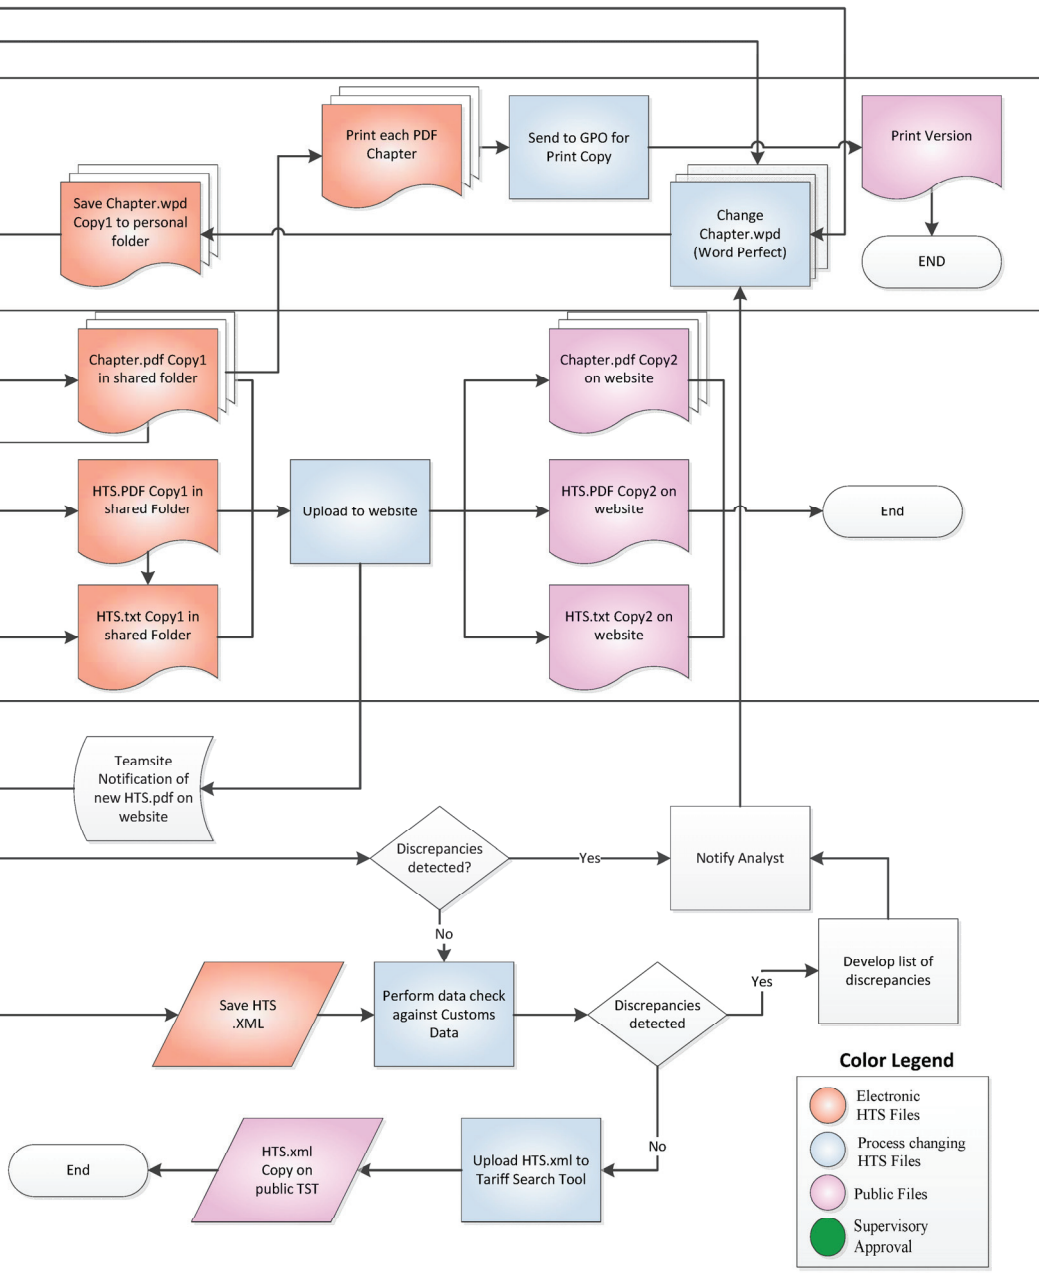 Print each PDF
Chapter
Send to GPO for
Print Copy
Print Version
Save Chapter.wpd
Copy1 to personal
folder
Change
Chapter.wpd
(Word Perfect)
END
Chapter.pdf Copy1
in shared folder
Chapter.pdf Copy2
on website
HTS.PDF Copy1 in
shared Folder
Upload to website
HTS.PDF Copy2 on
website
End
HTS.txt Copy1 in
shared Folder
HTS.txt Copy2 on
website
Teamsite
Notification of
new HTS.pdf on
website
Discrepancies
detected?
Yes
Notify Analyst
No
Develop list of
discrepancies
Yes
Save HTS
.XML
Perform data check
against Customs
Data
Discrepancies
detected
No
End
HTS.xml
Copy on
public TST
Upload HTS.xml to
Tariff Search Tool
Color Legend
Electronic
HTS Files
Process changing
HTS Files
Public Files
Supervisory
Approval